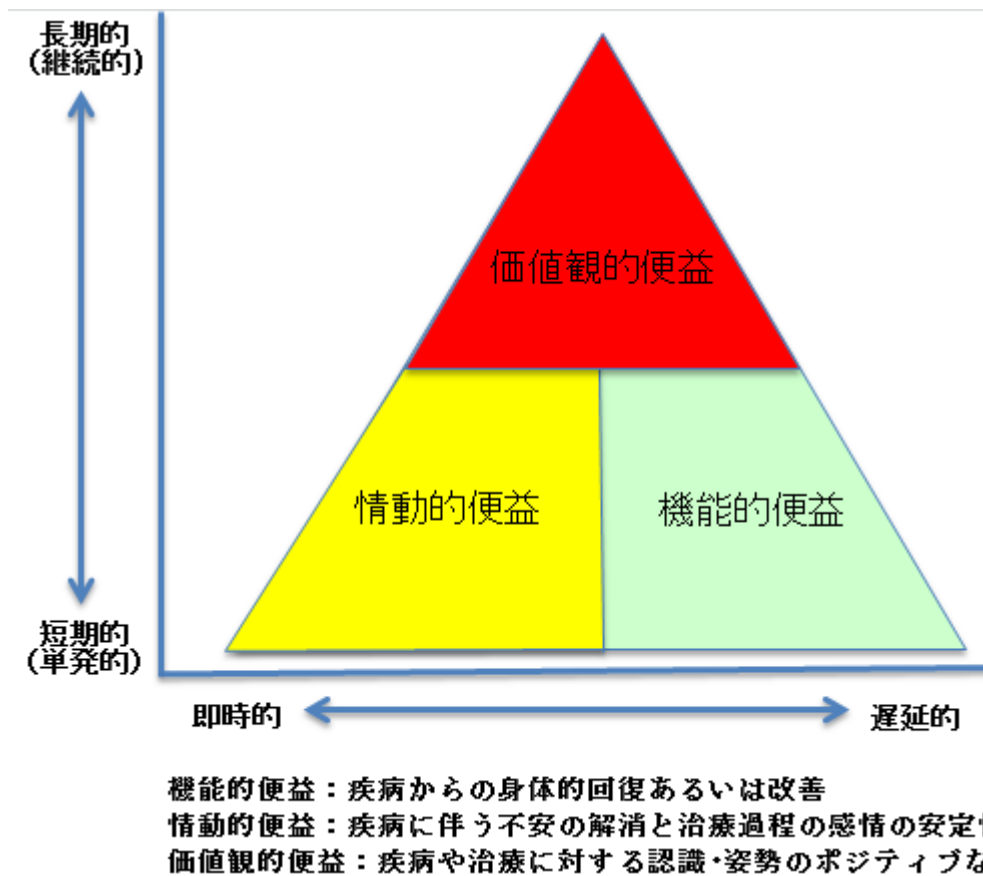 長期的
(継続的)
価値観的便益
情動的便益
機能的便益
短期的
(単発的)
即時的
遅延的
機能的便益：疾病からの身体的回復あるいは改善
情動的便益：疾病に伴う不安の解消と治療過程の感情の安定
価値観的便益：疾病や治療に対する認識･姿勢のポジティブな